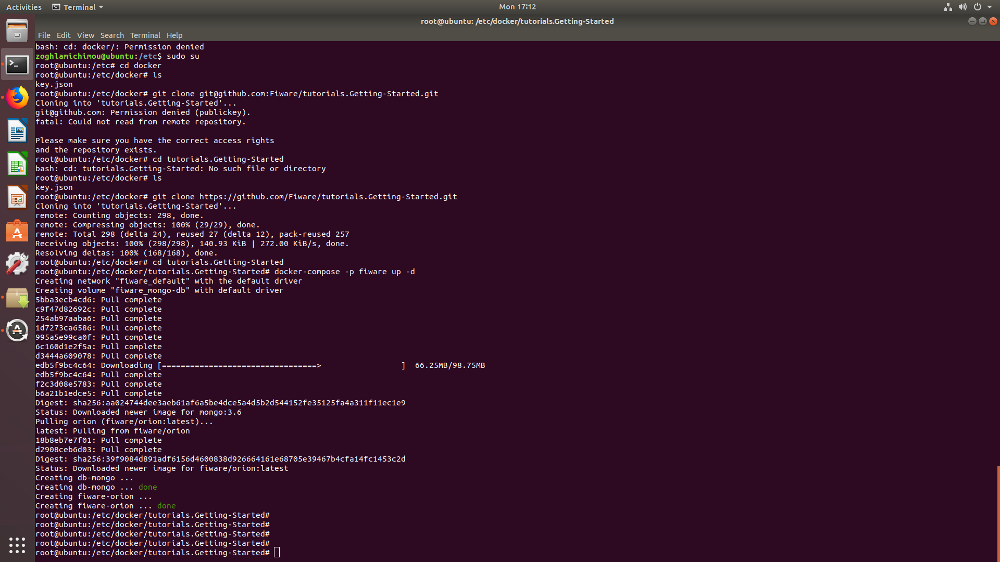 Activities
Terminal
Mon 17:12
root@ubuntu: /etc/docker/tutorials.Getting-Started
File Edit View Search Terminal Help
bash: cd: docker/: Permission denied
zoghlamichimou@ubuntu:/etc$ sudo su
root@ubuntu:/etc# cd docker
root@ubuntu:/etc/docker# ls
key.json
root@ubuntu:/etc/docker# git clone git@github.com:Fiware/tutorials.Getting-Started.git
Cloning into 'tutorials.Getting-Started'...
git@github.com: Permission denied (publickey).
fatal: Could not read from remote repository.

Please make sure you have the correct access rights
and the repository exists.
root@ubuntu:/etc/docker# cd tutorials.Getting-Started
bash: cd: tutorials.Getting-Started: No such file or directory
root@ubuntu:/etc/docker# ls
key.json
root@ubuntu:/etc/docker# git clone https://github.com/Fiware/tutorials.Getting-Started.git
Cloning into 'tutorials.Getting-Started'...
remote: Counting objects: 298, done.
remote: Compressing objects: 100% (29/29), done.
remote: Total 298 (delta 24), reused 27 (delta 12), pack-reused 257
Receiving objects: 100% (298/298), 140.93 KiB | 272.00 KiB/s, done.
Resolving deltas: 100% (168/168), done.
root@ubuntu:/etc/docker# cd tutorials.Getting-Started
root@ubuntu:/etc/docker/tutorials.Getting-Started# docker-compose -p fiware up -d
Creating network "fiware_default" with the default driver
Creating volume "fiware_mongo-db" with default driver
5bba3ecb4cd6: Pull complete
c9f47d82692c: Pull complete
254ab97aaba6: Pull complete
1d7273ca6586: Pull complete
995a5e99ca0f: Pull complete
6c160d1e2f5a: Pull complete
d3444a609078: Pull complete
edb5f9bc4c64: Downloading [=================================>                 ]  66.25MB/98.75MB
edb5f9bc4c64: Pull complete
f2c3d08e5783: Pull complete
b6a21b1edce5: Pull complete
Digest: sha256:aa024744dee3aeb61af6a5be4dce5a4d5b2d544152fe35125fa4a311f11ec1e9
Status: Downloaded newer image for mongo:3.6
Pulling orion (fiware/orion:latest)...
latest: Pulling from fiware/orion
18b8eb7e7f01: Pull complete
d2908ceb6d03: Pull complete
Digest: sha256:39f9084d891adf6156d4600838d926664161e68705e39467b4cfa14fc1453c2d
Status: Downloaded newer image for fiware/orion:latest
Creating db-mongo ...
Creating db-mongo ... done
Creating fiware-orion ...
Creating fiware-orion ... done
root@ubuntu:/etc/docker/tutorials.Getting-Started#
root@ubuntu:/etc/docker/tutorials.Getting-Started#
root@ubuntu:/etc/docker/tutorials.Getting-Started#
root@ubuntu:/etc/docker/tutorials.Getting-Started#
root@ubuntu:/etc/docker/tutorials.Getting-Started#